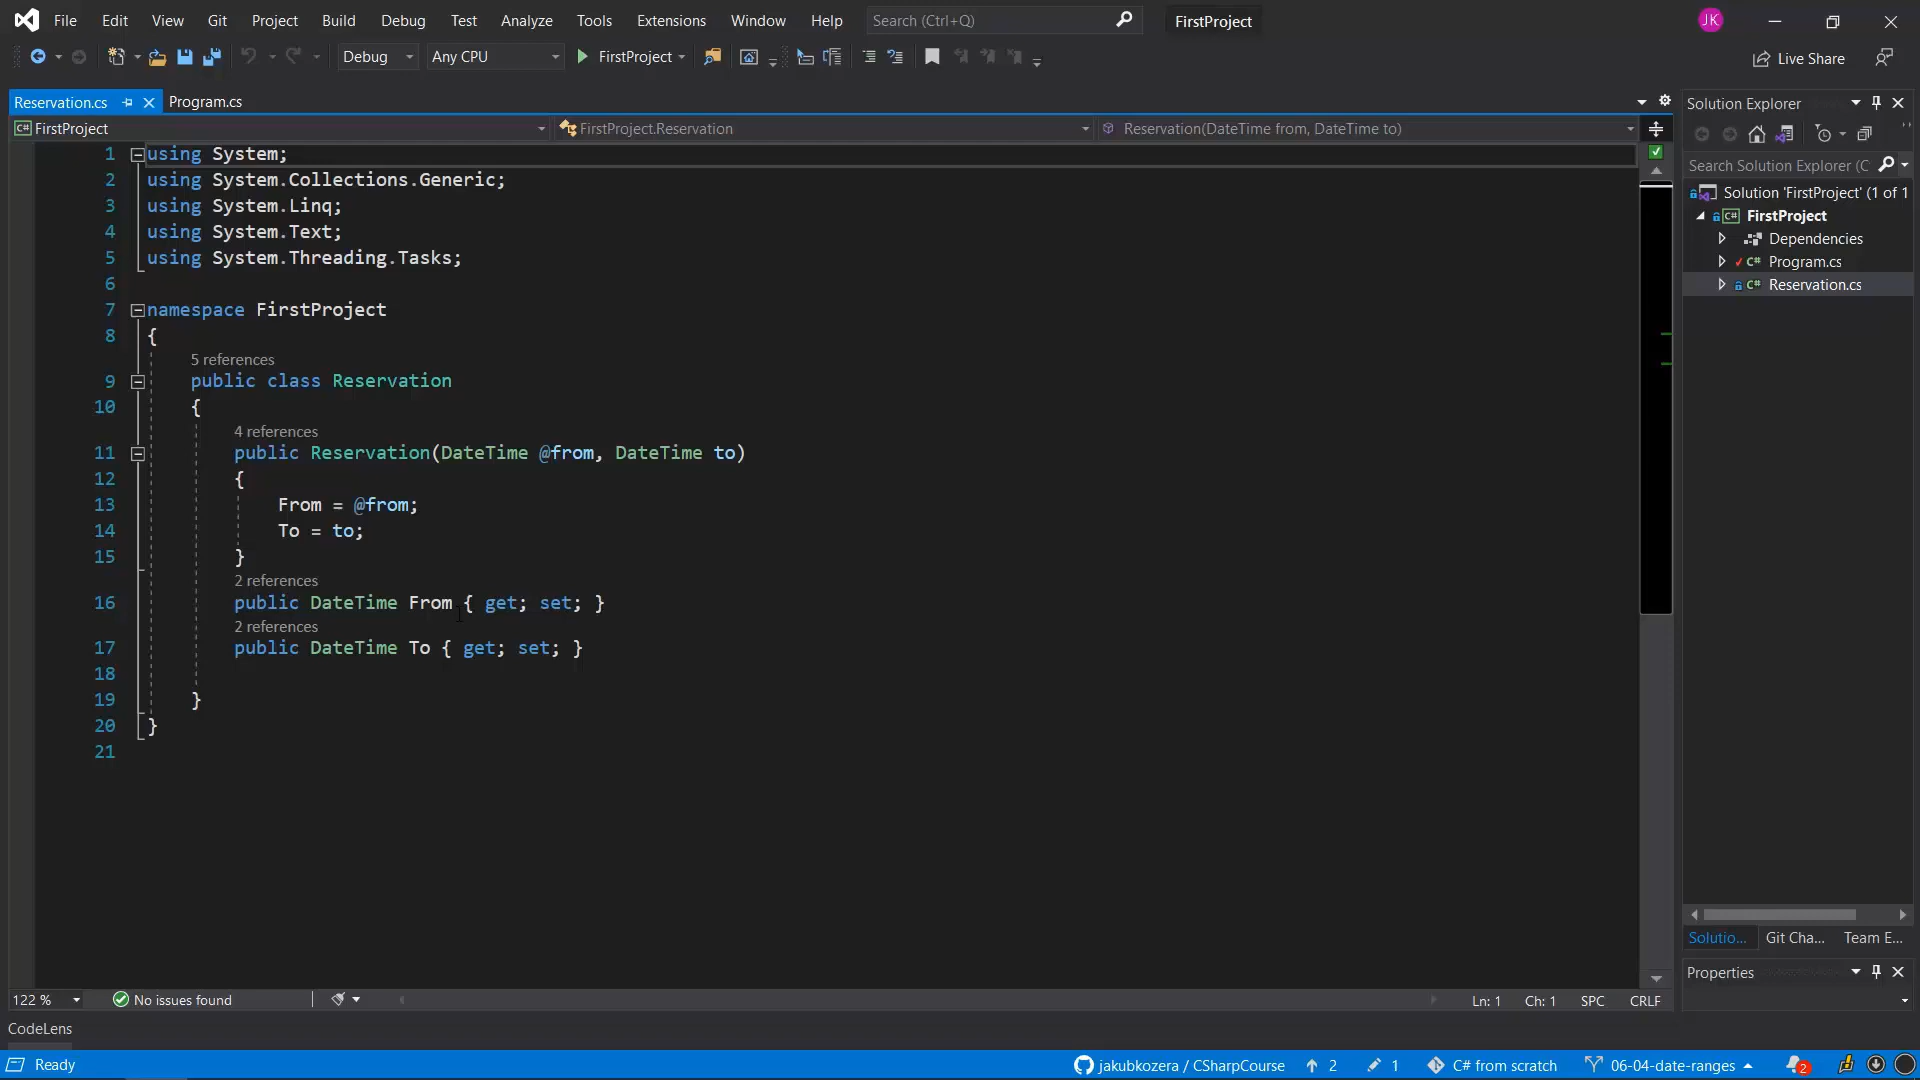 File Edit View Git Project Build Debug Test Analyze Tools Extensions Window Help Search (Ctrl+Q) FirstProject JK
Debug Any CPU FirstProject Live Share
Reservation.cs Program.cs
FirstProject FirstProject.Reservation Reservation(DateTime from, DateTime to)
1 using System;
2 using System.Collections.Generic;
3 using System.Linq;
4 using System.Text;
5 using System.Threading.Tasks;
6
7 namespace FirstProject
8 {
5 references
9 public class Reservation
10 {
4 references
11 public Reservation(DateTime @from, DateTime to)
12 {
13 From = @from;
14 To = to;
15 }
2 references
16 public DateTime From { get; set; }
2 references
17 public DateTime To { get; set; }
18
19 }
20 }
21
Solution Explorer
Search Solution Explorer (C
Solution 'FirstProject' (1 of 1
C# FirstProject
Dependencies
C# Program.cs
C# Reservation.cs
Solutio... Git Cha... Team E...
Properties
122 % No issues found Ln: 1 Ch: 1 SPC CRLF
CodeLens
Ready jakubkozera / CSharpCourse 2 1 C# from scratch 06-04-date-ranges 2